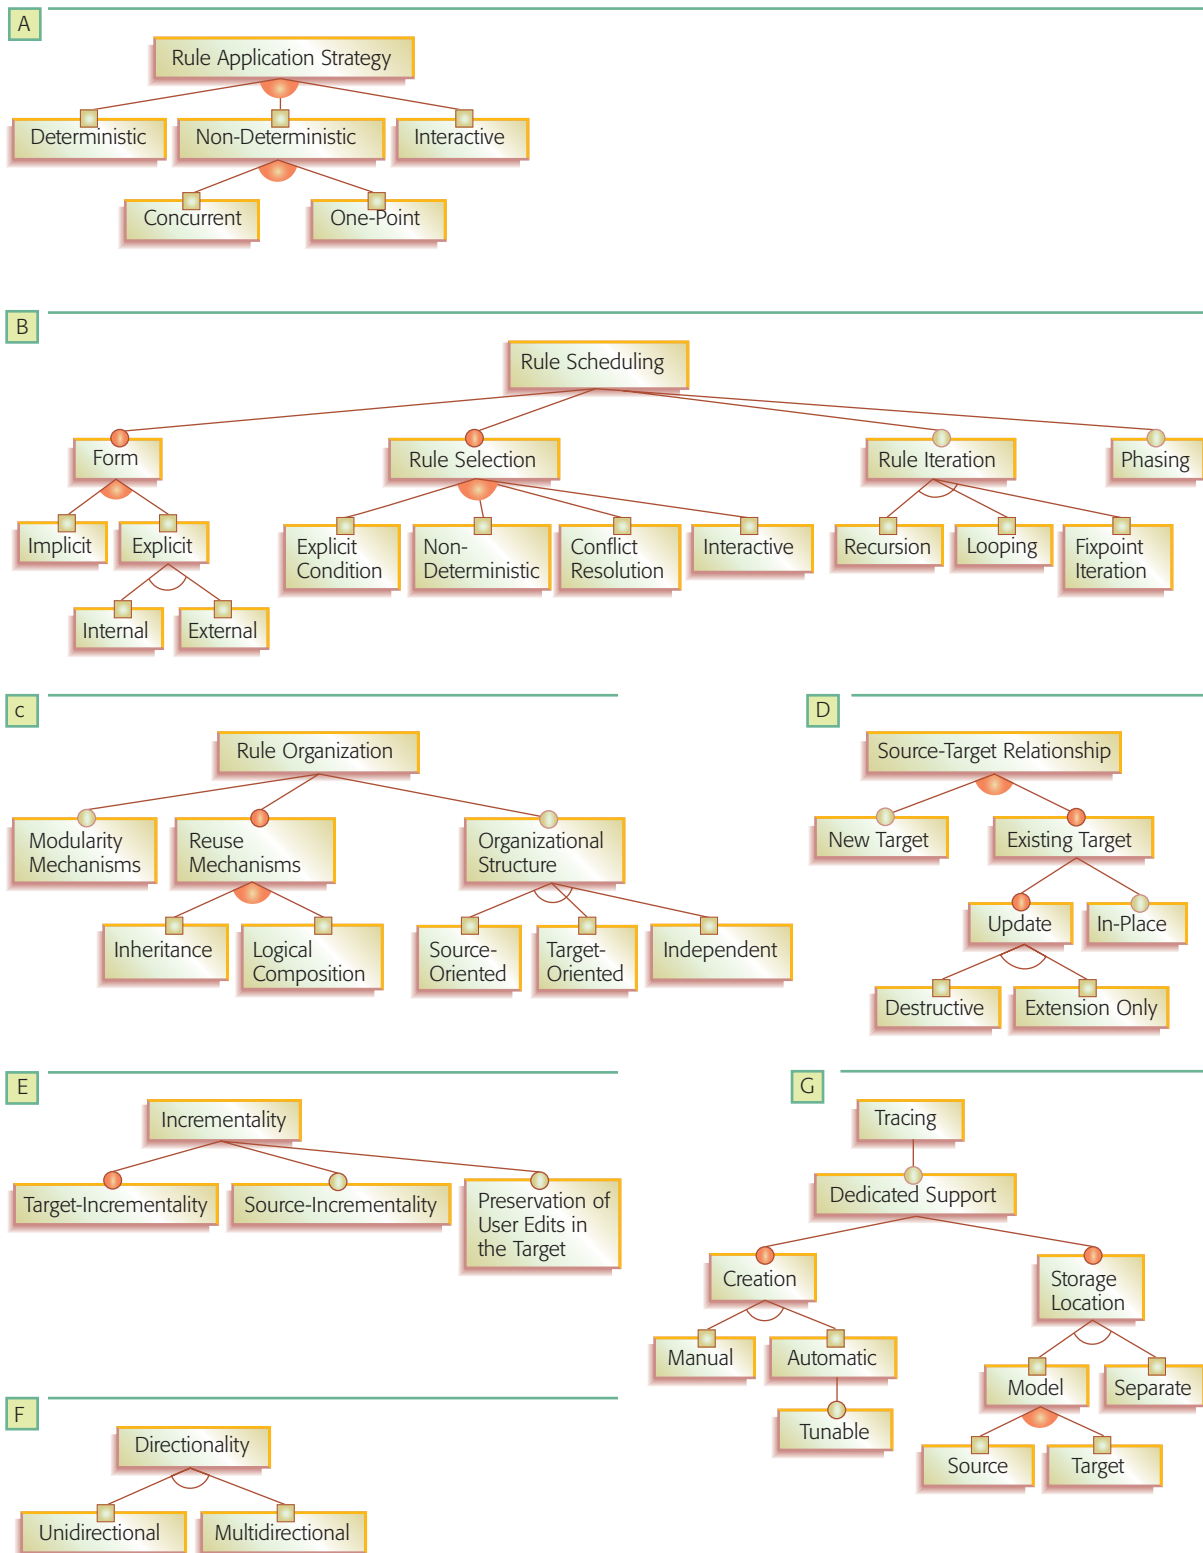 A
Rule Application Strategy
Deterministic
Non-Deterministic
Interactive
Concurrent
One-Point
B
Rule Scheduling
Form
Rule Selection
Rule Iteration
Phasing
Implicit
Explicit
Explicit
Condition
Non-
Deterministic
Conflict
Resolution
Interactive
Recursion
Looping
Fixpoint
Iteration
Internal
External
c
Rule Organization
Modularity
Mechanisms
Reuse
Mechanisms
Organizational
Structure
Inheritance
Logical
Composition
Source-
Oriented
Target-
Oriented
Independent
D
Source-Target Relationship
New Target
Existing Target
Update
In-Place
Destructive
Extension Only
E
Incrementality
Target-Incrementality
Source-Incrementality
Preservation of
User Edits in
the Target
F
Directionality
Unidirectional
Multidirectional
G
Tracing
Dedicated Support
Creation
Storage
Location
Manual
Automatic
Model
Separate
Tunable
Source
Target